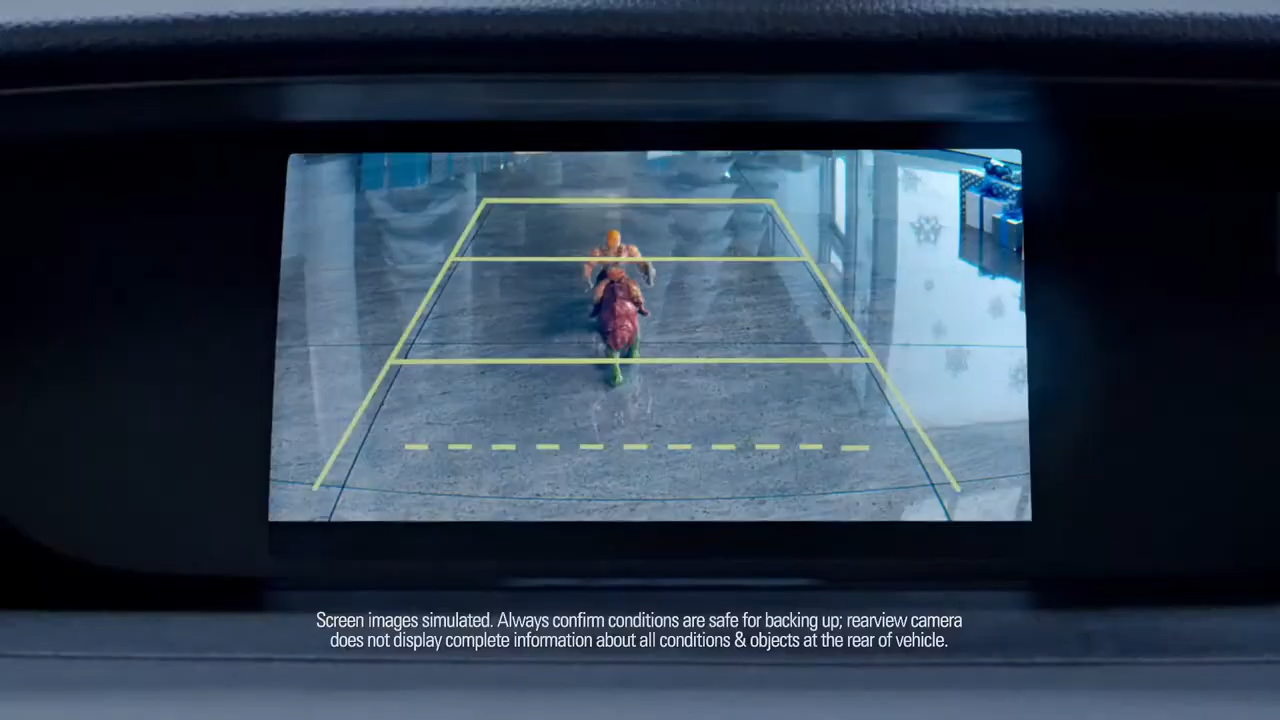 Screen images simulated. Always confirm conditions are safe for backing up; rearview camera
does not display complete information about all conditions & objects at the rear of vehicle.